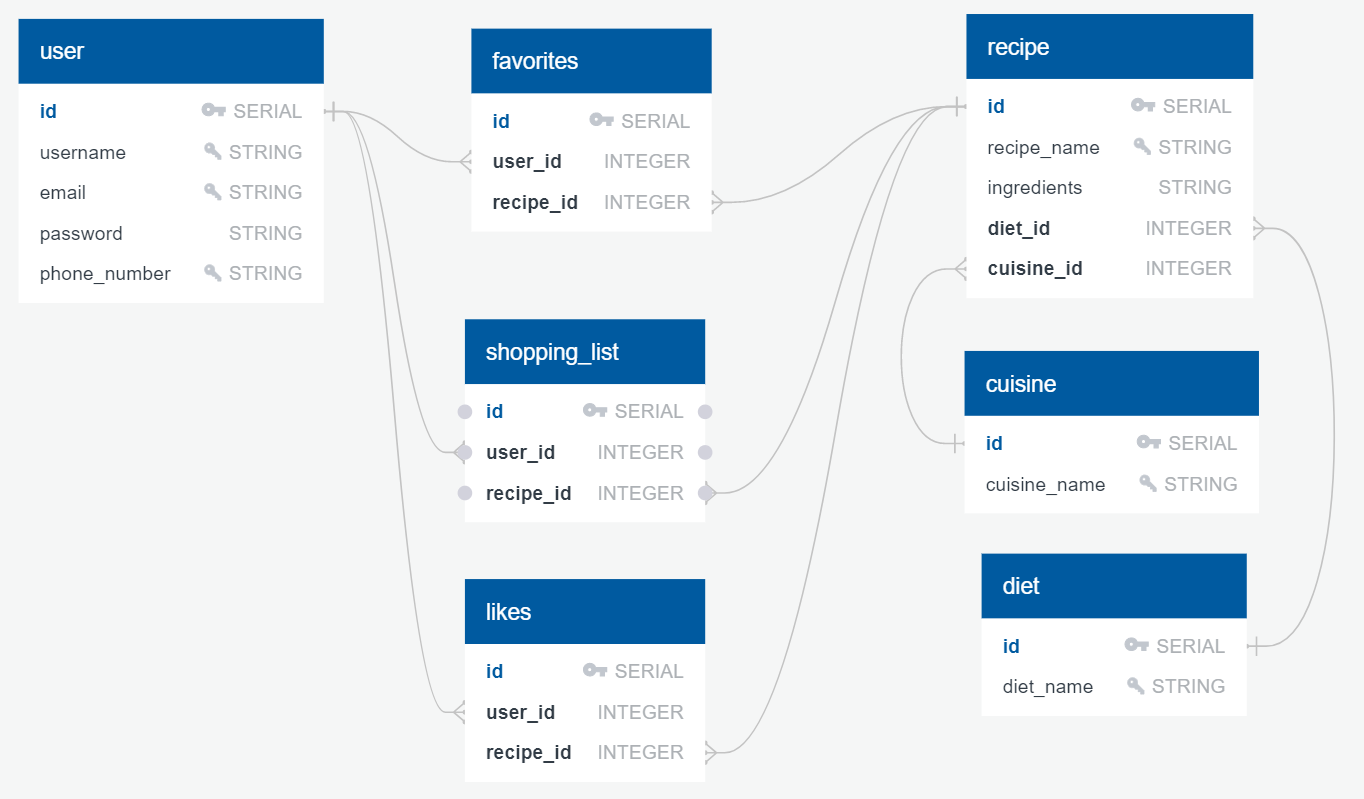 user
id SERIAL
username STRING
email STRING
password STRING
phone_number STRING
favorites
id SERIAL
user_id INTEGER
recipe_id INTEGER
shopping_list
id SERIAL
user_id INTEGER
recipe_id INTEGER
likes
id SERIAL
user_id INTEGER
recipe_id INTEGER
recipe
id SERIAL
recipe_name STRING
ingredients STRING
diet_id INTEGER
cuisine_id INTEGER
cuisine
id SERIAL
cuisine_name STRING
diet
id SERIAL
diet_name STRING